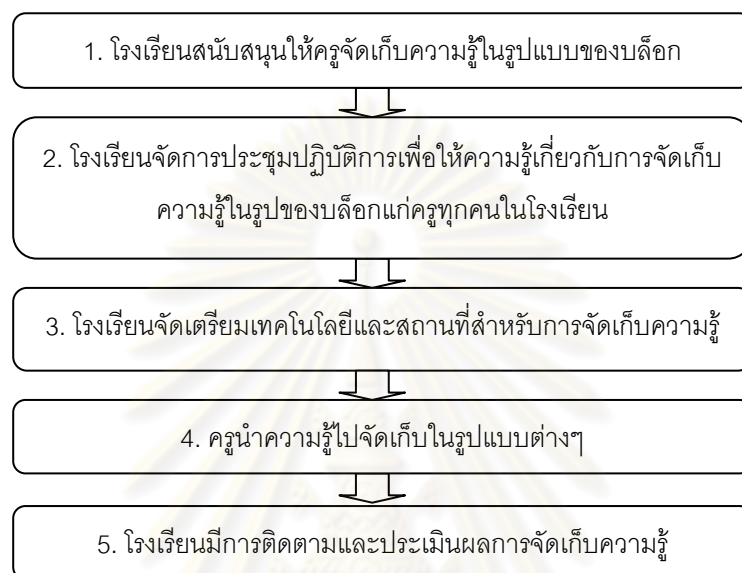 1. โรงเรียนสนับสนุนให้ครูจัดเก็บความรู้ในรูปแบบของบล็อก
2. โรงเรียนจัดการประชุมปฏิบัติการเพื่อให้ความรู้เกี่ยวกับการจัดเก็บ
ความรู้ในรูปของบล็อกแก่ครูทุกคนในโรงเรียน
3. โรงเรียนจัดเตรียมเทคโนโลยีและสถานที่สำหรับการจัดเก็บความรู้
4. ครูนำความรู้ไปจัดเก็บในรูปแบบต่างๆ
5. โรงเรียนมีการติดตามและประเมินผลการจัดเก็บความรู้